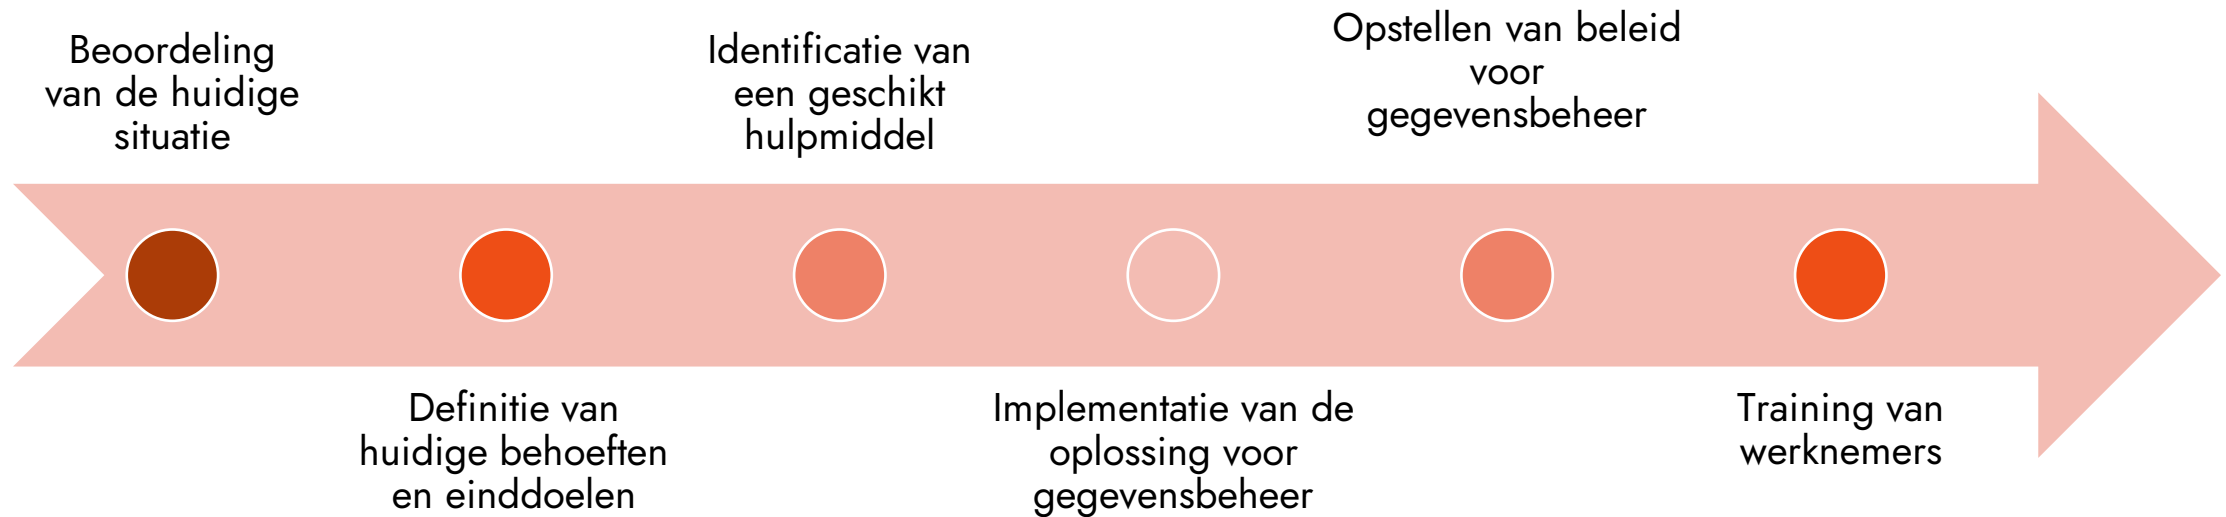 Beoordeling
van de huidige
situatie
Definitie van
huidige behoeften
en einddoelen
Identificatie van
een geschikt
hulpmiddel
Implementatie van de
oplossing voor
gegevensbeheer
Opstellen van beleid
voor
gegevensbeheer
Training van
werknemers